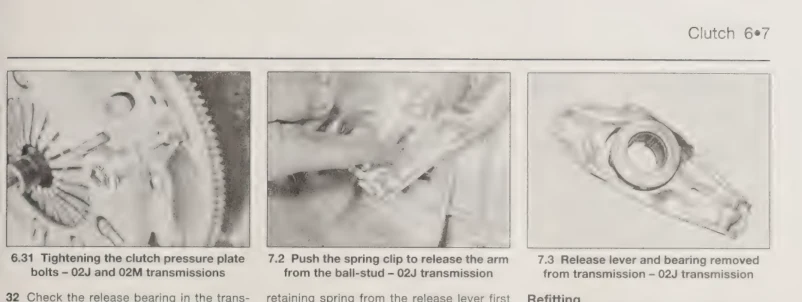 Clutch 6•7
6.31 Tightening the clutch pressure plate
bolts – 02J and 02M transmissions
7.2 Push the spring clip to release the arm
from the ball-stud – 02J transmission
7.3 Release lever and bearing removed
from transmission – 02J transmission
32 Check the release bearing in the trans-
retaining spring from the release lever first
Refitting